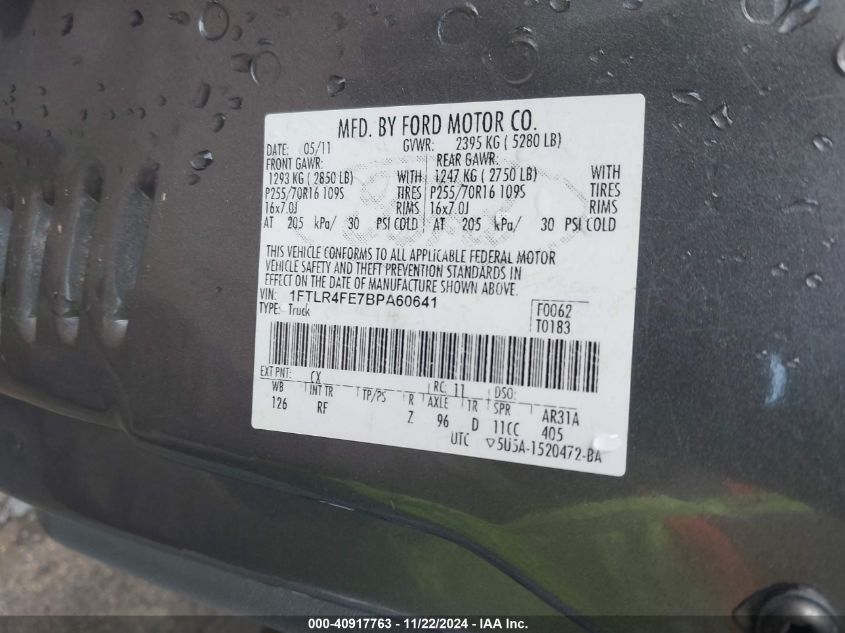 MFD. BY FORD MOTOR CO.
DATE: 05/11 GVWR: 2395 KG ( 5280 LB)
FRONT GAWR: REAR GAWR:
1293 KG ( 2850 LB) WITH 1247 KG ( 2750 LB) WITH
P255/70R16 109S TIRES P255/70R16 109S TIRES
16x7.0J RIMS 16x7.0J RIMS
AT 205 kPa/ 30 PSI COLD AT 205 kPa/ 30 PSI COLD
THIS VEHICLE CONFORMS TO ALL APPLICABLE FEDERAL MOTOR
VEHICLE SAFETY AND THEFT PREVENTION STANDARDS IN
EFFECT ON THE DATE OF MANUFACTURE SHOWN ABOVE.
VIN: 1FTLR4FE7BPA60641 F0062
TYPE: Truck T0183
EXT PNT: CX RC: 11 DSO:
WB INT TR TP/PS R AXLE TR SPR AR31A
126 RF Z 96 D 11CC 405
UTC ▽5U5A-1520472-BA
000-40917763 - 11/22/2024 - IAA Inc.